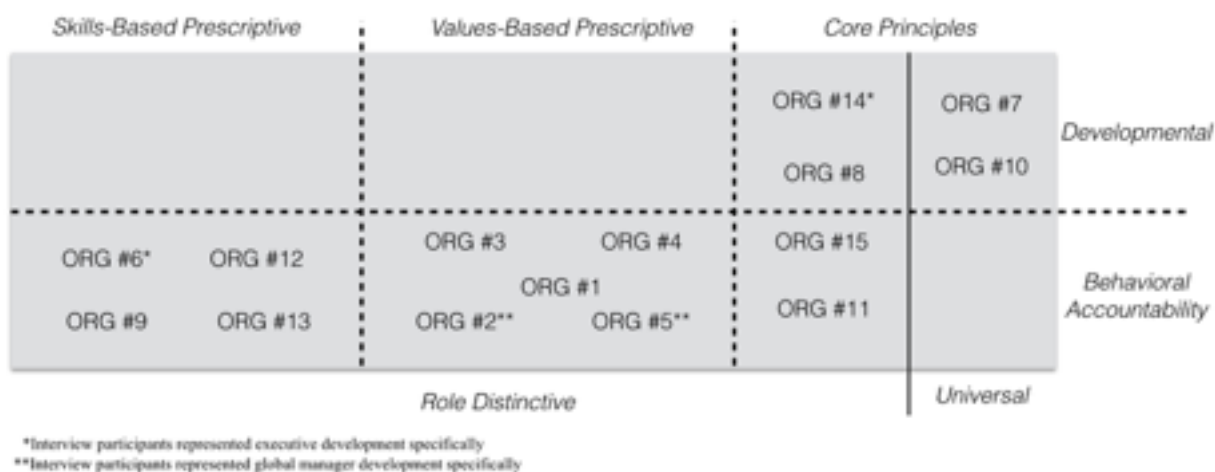 Skills-Based Prescriptive Values-Based Prescriptive Core Principles
ORG #14* ORG #7
Developmental
ORG #8 ORG #10
ORG #3 ORG #4 ORG #15
ORG #6* ORG #12
ORG #1
Behavioral
Accountability
ORG #9 ORG #13 ORG #2** ORG #5** ORG #11
Role Distinctive Universal
*Interview participants represented executive development specifically
**Interview participants represented global manager development specifically